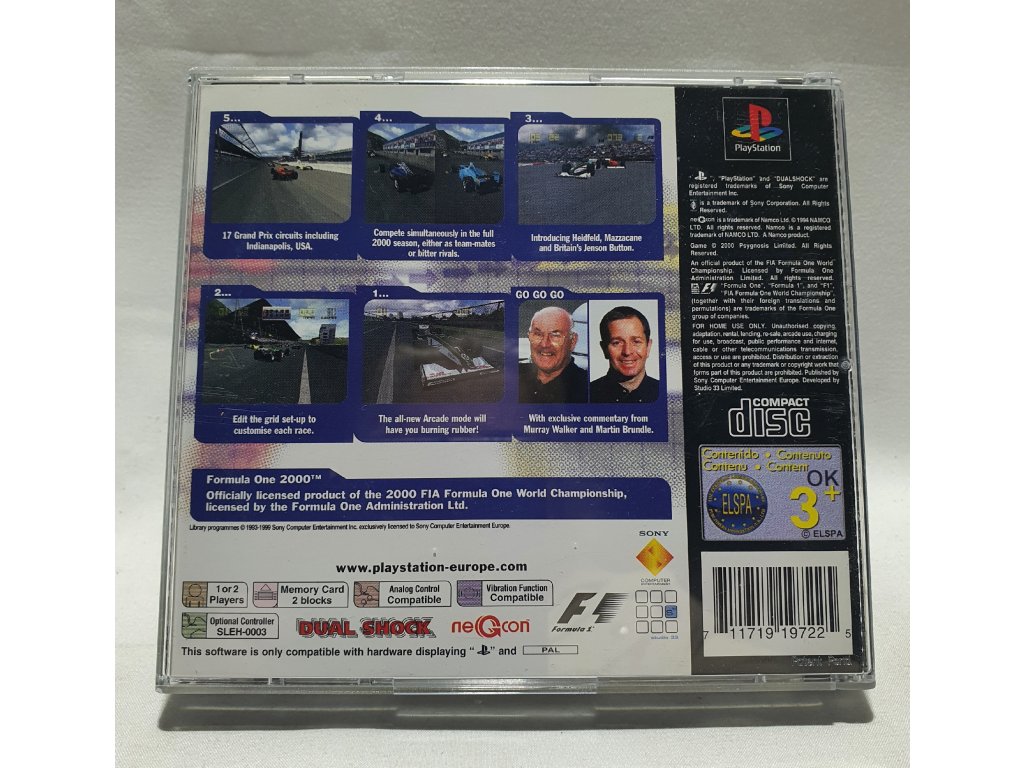 5...
17 Grand Prix circuits including
Indianapolis, USA.
4...
Compete simultaneously in the full
2000 season, either as team-mates
or bitter rivals.
3...
Introducing Heidfeld, Mazzacane
and Britain's Jenson Button.
2...
Edit the grid set-up to
customise each race.
1...
The all-new Arcade mode will
have you burning rubber!
GO GO GO
With exclusive commentary from
Murray Walker and Martin Brundle.
Formula One 2000™
Officially licensed product of the 2000 FIA Formula One World Championship,
licensed by the Formula One Administration Ltd.
Library programmes © 1993-1999 Sony Computer Entertainment Inc. exclusively licensed to Sony Computer Entertainment Europe.
www.playstation-europe.com
1 or 2
Players
Memory Card
2 blocks
Analog Control
Compatible
Vibration Function
Compatible
Optional Controller
SLEH-0003
DUAL SHOCK
neGcon
F1
Formula 1
SONY
COMPUTER
ENTERTAINMENT
studio 33
This software is only compatible with hardware displaying " " and PAL
PlayStation
", "PlayStation" and "DUALSHOCK" are
registered trademarks of Sony Computer
Entertainment Inc.
is a trademark of Sony Corporation. All Rights
Reserved.
neGcon is a trademark of Namco Ltd. © 1994 NAMCO
LTD. All rights reserved. Namco is a registered
trademark of NAMCO LTD. A Namco product.
Game © 2000 Psygnosis Limited. All Rights
Reserved.
An official product of the FIA Formula One World
Championship. Licensed by Formula One
Administration Limited. All rights reserved.
F1 "Formula One", "Formula 1", and "F1",
"FIA Formula One World Championship",
(together with their foreign translations and
permutations) are trademarks of the Formula One
group of companies.
FOR HOME USE ONLY. Unauthorised copying,
adaptation, rental, lending, re-sale, arcade use, charging
for use, broadcast, public performance and internet,
cable or other telecommunications transmission,
access or use are prohibited. Distribution or extraction
of this product or any trademark or copyright work that
forms part of this product are prohibited. Published by
Sony Computer Entertainment Europe. Developed by
Studio 33 Limited.
COMPACT
disc
Contenido • Contenuto
Contenu • Content
ELSPA
OK
3+
© ELSPA
7 11719 19722 5
Patent Pend